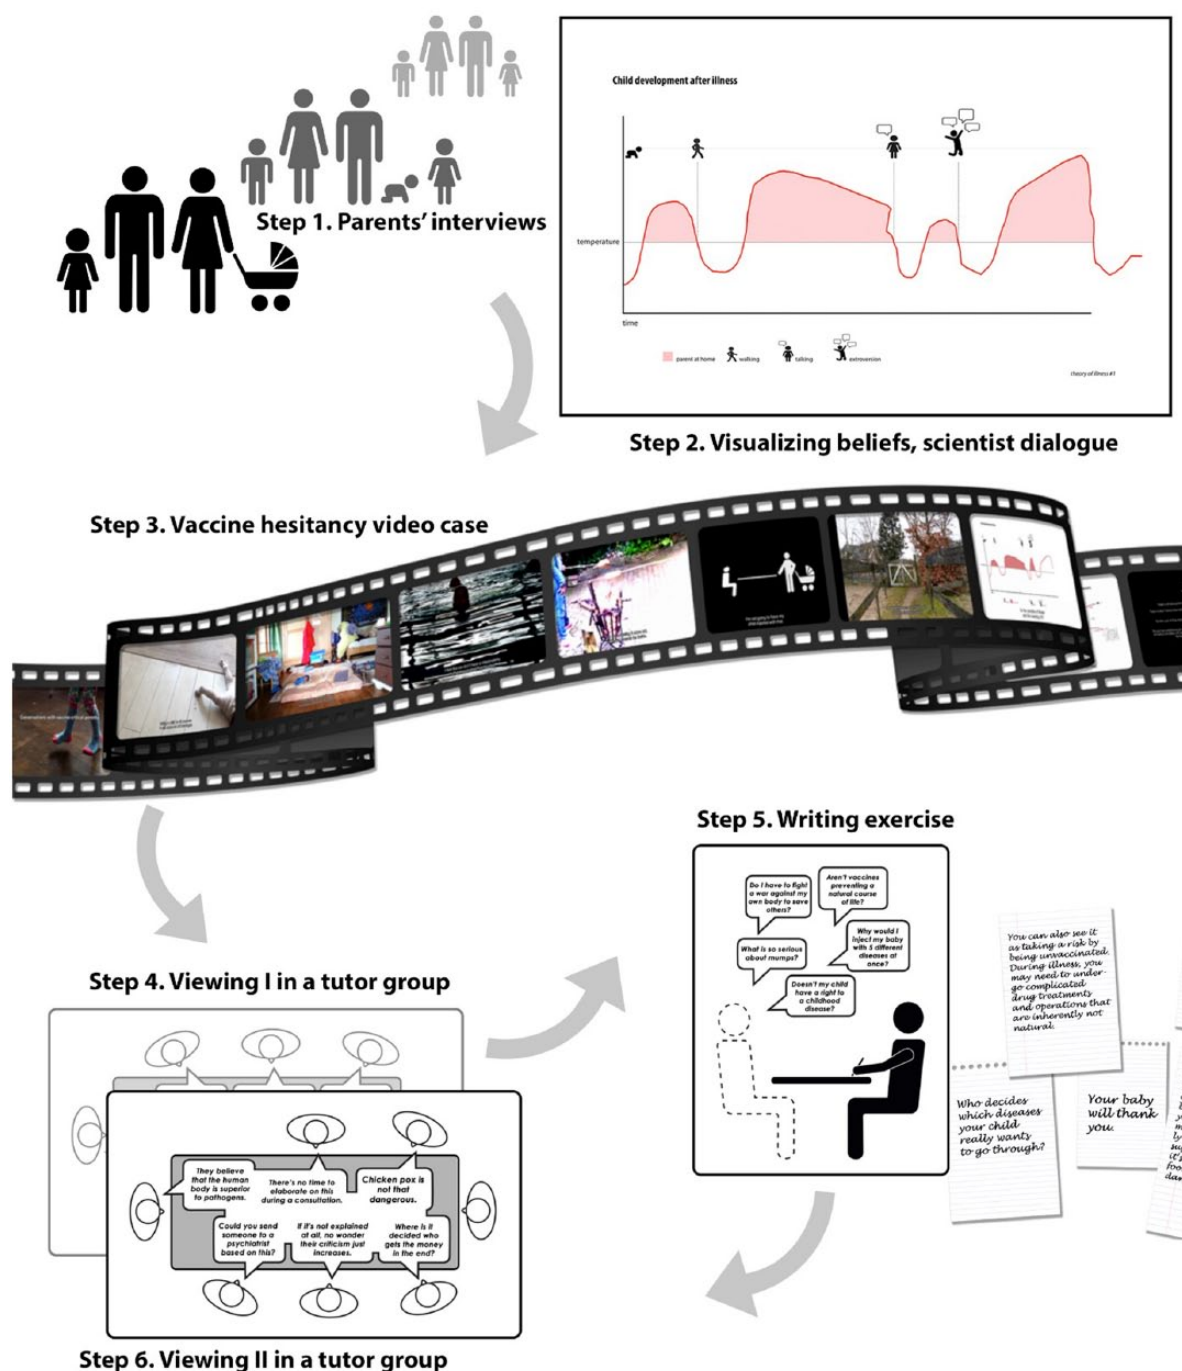 Step 1. Parents' interviews
Child development after illness
temperature
time
parent at home
walking
talking
extroversion
theory of illness #1
Step 2. Visualizing beliefs, scientist dialogue
Step 3. Vaccine hesitancy video case
Step 4. Viewing I in a tutor group
They believe
that the human
body is superior
to pathogens.
There's no time to
elaborate on this
during a consultation.
Chicken pox is
not that
dangerous.
Could you send
someone to a
psychiatrist
based on this?
If it's not explained
at all, no wonder
their criticism just
increases.
Where is it
decided who
gets the money
in the end?
Step 6. Viewing II in a tutor group
Step 5. Writing exercise
Do I have to fight
a war against my
own body to save
others?
Aren't vaccines
preventing a
natural course
of life?
What is so serious
about mumps?
Why would I
inject my baby
with 5 different
diseases at
once?
Doesn't my child
have a right to
a childhood
disease?
You can also see it
as taking a risk by
being unvaccinated.
During illness, you
may need to under-
go complicated
drug treatments
and operations that
are inherently not
natural.
Who decides
which diseases
your child
really wants
to go through?
Your baby
will thank
you.